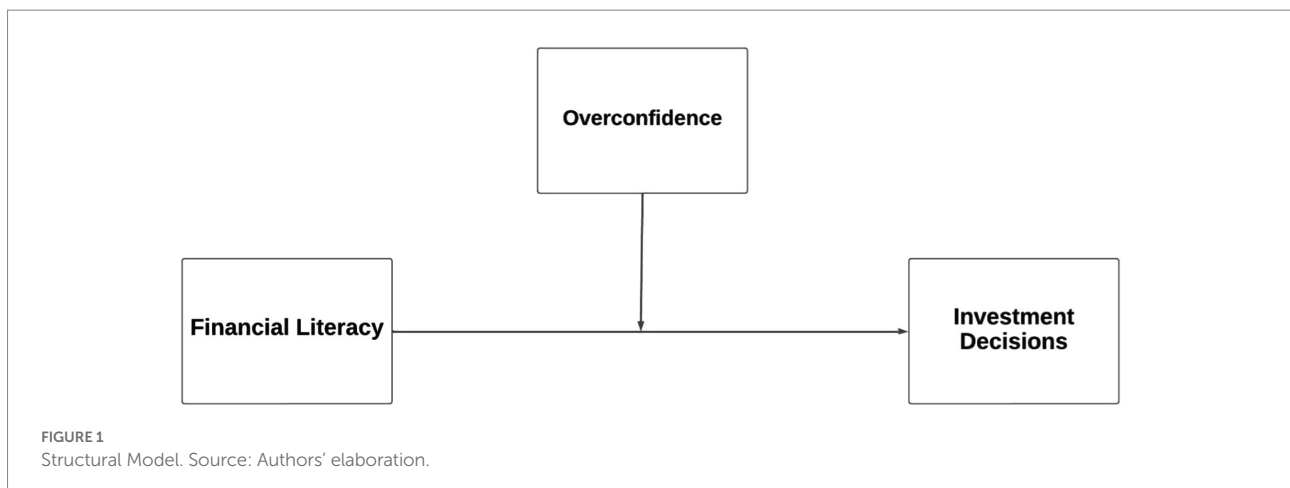 Overconfidence
Financial Literacy
Investment
Decisions
FIGURE 1
Structural Model. Source: Authors’ elaboration.